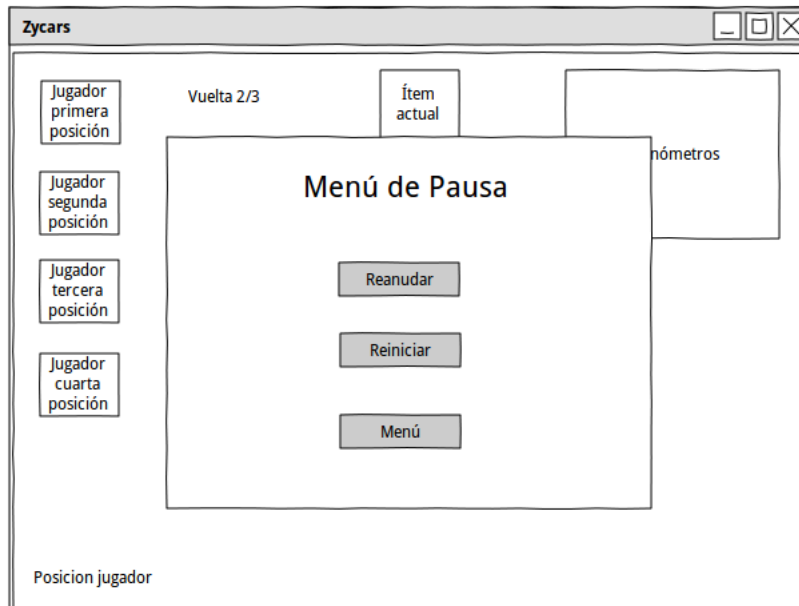 Zycars
Jugador
primera
posición
Vuelta 2/3
Ítem
actual
nómetros
Jugador
segunda
posición
Jugador
tercera
posición
Jugador
cuarta
posición
Menú de Pausa
Reanudar
Reiniciar
Menú
Posicion jugador